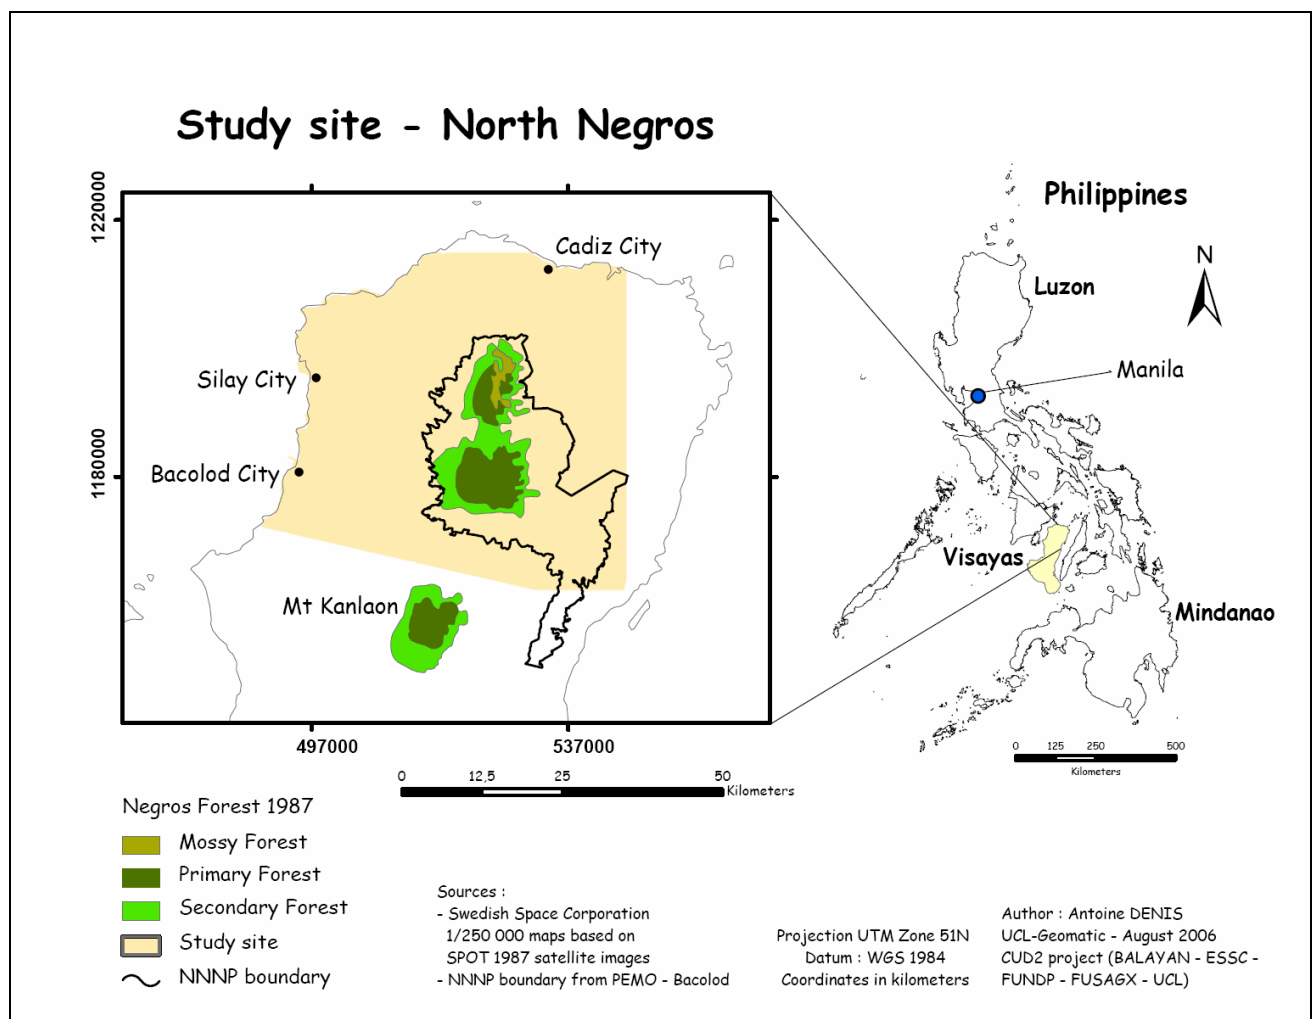 Study site - North Negros
Philippines
N
Luzon
Manila
Visayas
Mindanao
1220000
1180000
Cadiz City
Silay City
Bacolod City
Mt Kanlaon
497000
537000
0 12,5 25 50
Kilometers
0 125 250 500
Kilometers
Negros Forest 1987
Mossy Forest
Primary Forest
Secondary Forest
Study site
NNNP boundary
Sources :
- Swedish Space Corporation
1/250 000 maps based on
SPOT 1987 satellite images
- NNNP boundary from PEMO - Bacolod
Projection UTM Zone 51N
Datum : WGS 1984
Coordinates in kilometers
Author : Antoine DENIS
UCL-Geomatic - August 2006
CUD2 project (BALAYAN - ESSC -
FUNDP - FUSAGX - UCL)